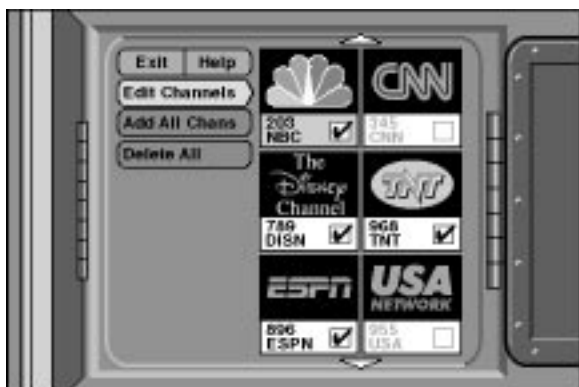 Exit Help
Edit Channels
Add All Chans
Delete All
CNN
203
NBC
345
CNN
The
Disney
Channel
TNT
789
DISN
968
TNT
ESPN
USA
NETWORK
896
ESPN
955
USA